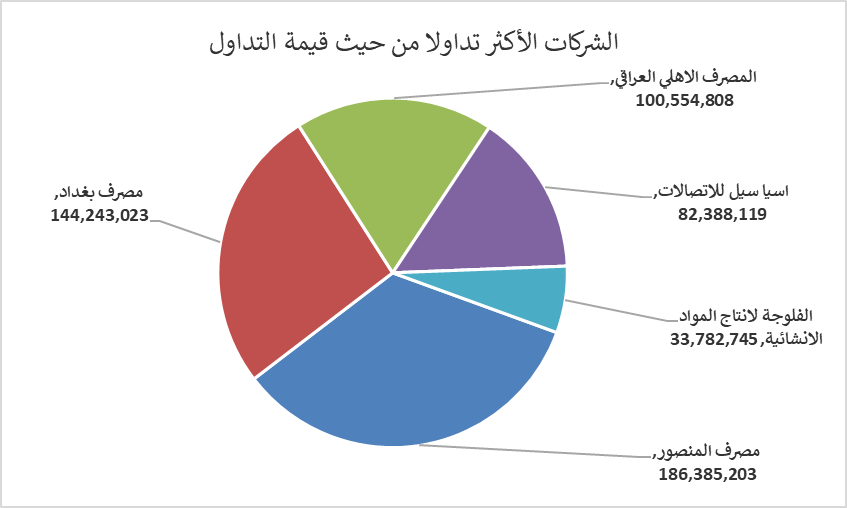 الشركات الأكثر تداولا من حيث قيمة التداول
المصرف الاهلي العراقي,
100,554,808
اسيا سيل للاتصالات,
82,388,119
مصرف بغداد,
144,243,023
الفلوجة لانتاج المواد
الانشائية, 33,782,745
مصرف المنصور,
186,385,203